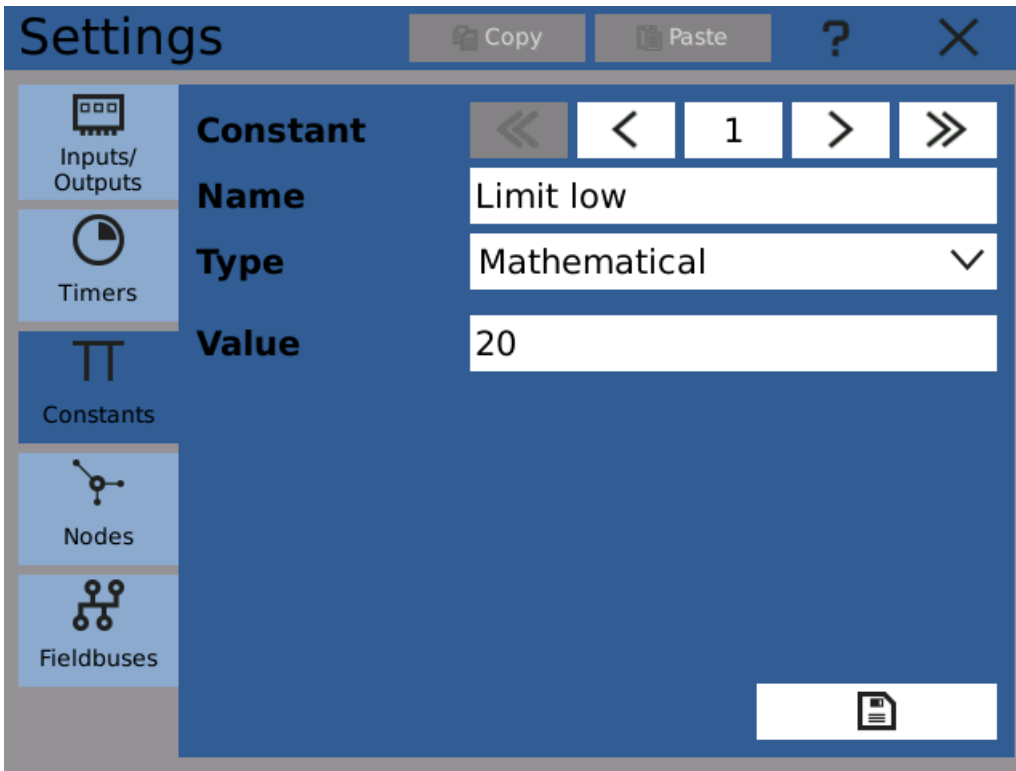 Settings
Copy
Paste
?
Inputs/
Outputs
Timers
Constants
Nodes
Fieldbuses
Constant
1
Name
Limit low
Type
Mathematical
Value
20